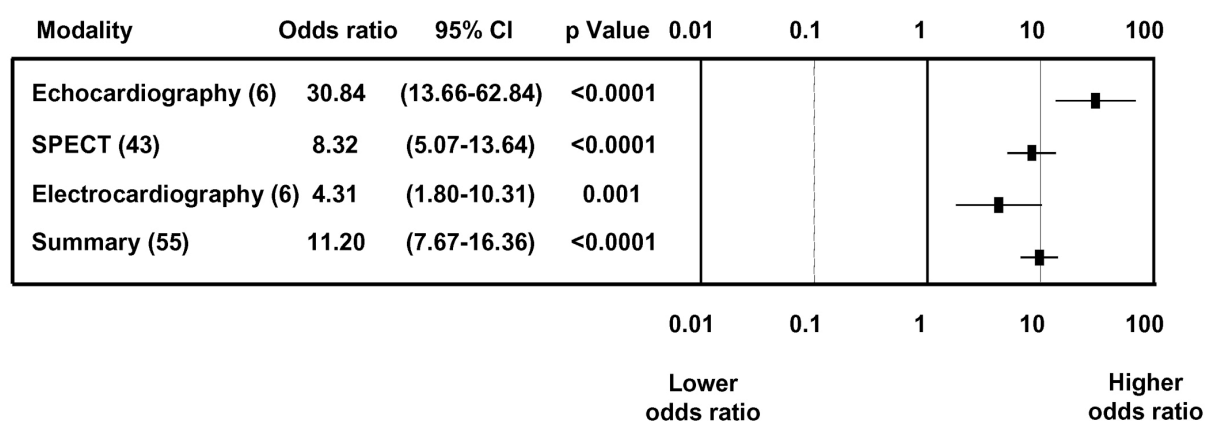 Modality Odds ratio 95% CI p Value 0.01 0.1 1 10 100
Echocardiography (6) 30.84 (13.66-62.84) <0.0001
SPECT (43) 8.32 (5.07-13.64) <0.0001
Electrocardiography (6) 4.31 (1.80-10.31) 0.001
Summary (55) 11.20 (7.67-16.36) <0.0001
0.01 0.1 1 10 100
Lower Higher
odds ratio odds ratio